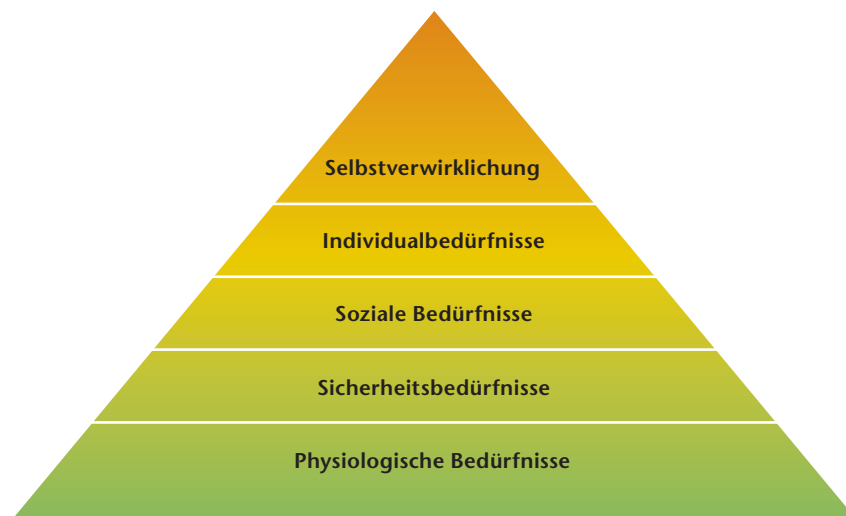 Selbstverwirklichung
Individualbedürfnisse
Soziale Bedürfnisse
Sicherheitsbedürfnisse
Physiologische Bedürfnisse